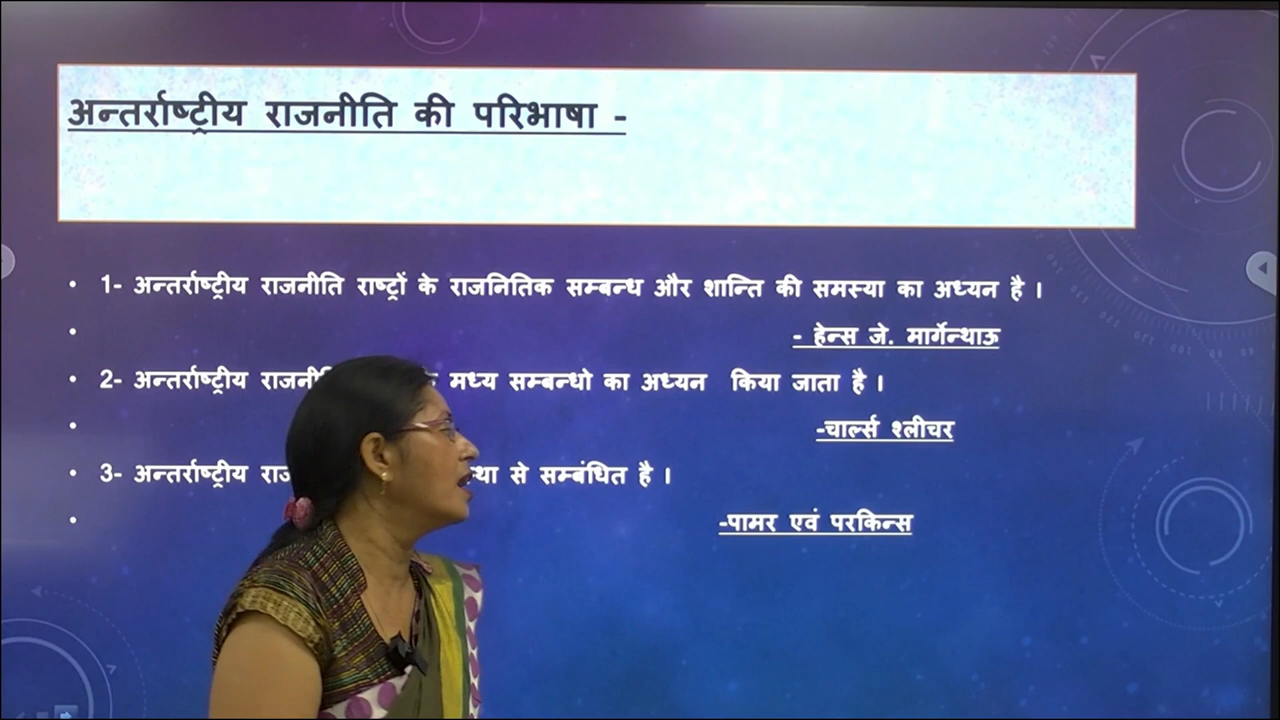 अन्तर्राष्ट्रीय राजनीति की परिभाषा -
1- अन्तर्राष्ट्रीय राजनीति राष्ट्रों के राजनितिक सम्बन्ध और शान्ति की समस्या का अध्यन है ।
- हेन्स जे. मार्गेन्थाऊ
2- अन्तर्राष्ट्रीय मध्य सम्बन्धो का अध्यन किया जाता है ।
-चार्ल्स श्लीचर
3- अन्तर्राष्ट्रीय से सम्बंधित है ।
-पामर एवं परकिन्स